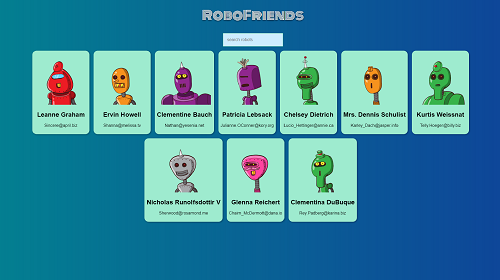 RoboFriends
search robots
Leanne Graham
Sincere@april.biz
Ervin Howell
Shanna@melissa.tv
Clementine Bauch
Nathan@yesenia.net
Patricia Lebsack
Julianne.OConner@kory.org
Chelsey Dietrich
Lucio_Hettinger@annie.ca
Mrs. Dennis Schulist
Karley_Dach@jasper.info
Kurtis Weissnat
Telly.Hoeger@billy.biz
Nicholas Runolfsdottir V
Sherwood@rosamond.me
Glenna Reichert
Chaim_McDermott@dana.io
Clementina DuBuque
Rey.Padberg@karina.biz